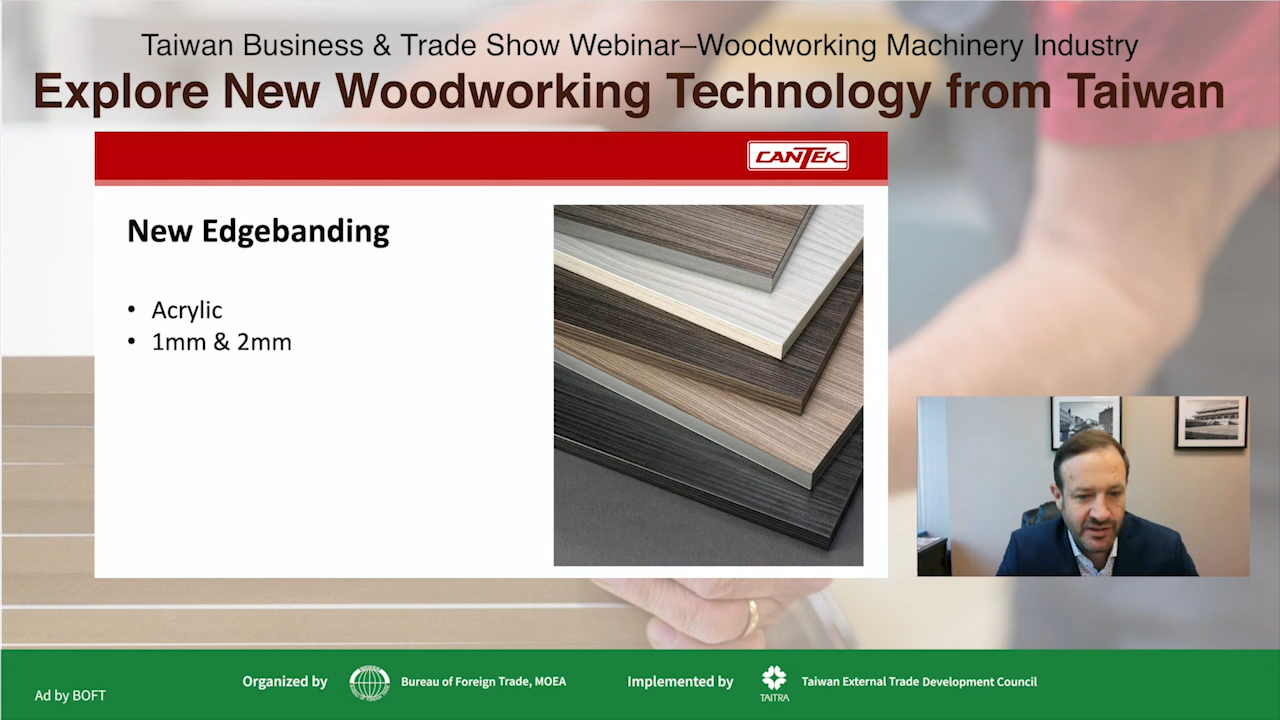 Taiwan Business & Trade Show Webinar–Woodworking Machinery Industry
Explore New Woodworking Technology from Taiwan
CANTEK
New Edgebanding
• Acrylic
• 1mm & 2mm
Ad by BOFT
Organized by
Bureau of Foreign Trade, MOEA
Implemented by
TAITRA
Taiwan External Trade Development Council